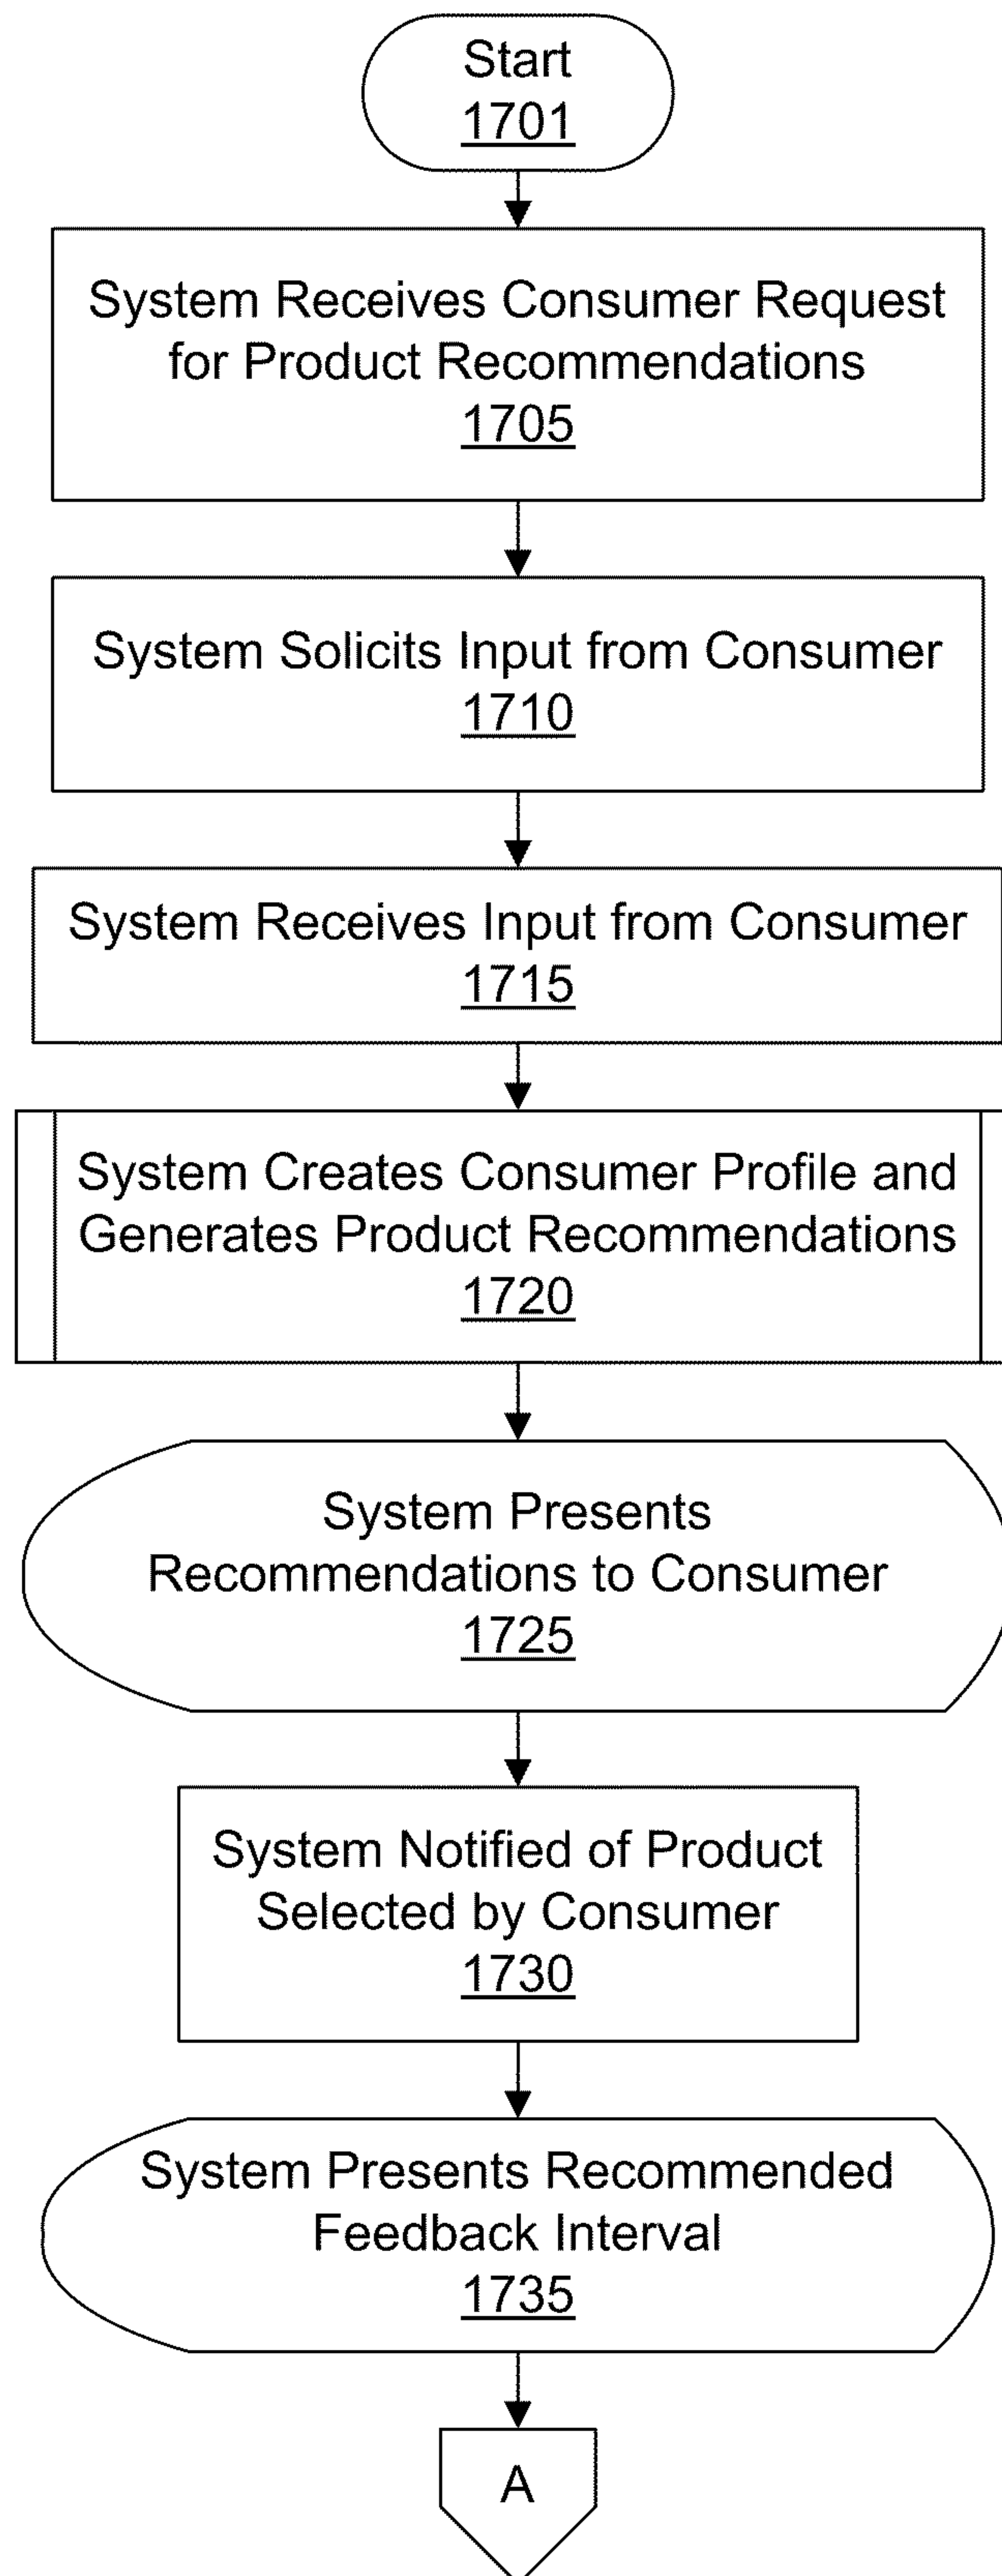 Start
1701
System Receives Consumer Request
for Product Recommendations
1705
System Solicits Input from Consumer
1710
System Receives Input from Consumer
1715
System Creates Consumer Profile and
Generates Product Recommendations
1720
System Presents
Recommendations to Consumer
1725
System Notified of Product
Selected by Consumer
1730
System Presents Recommended
Feedback Interval
1735
A